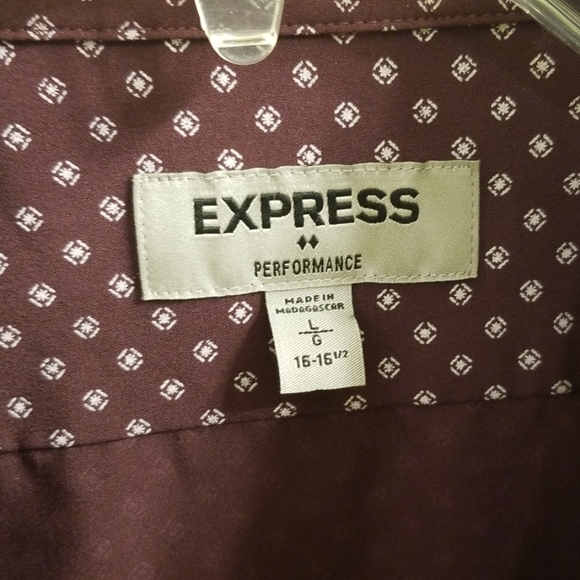 EXPRESS
PERFORMANCE
MADE IN
MADAGASCAR
L
G
16-16 1/2